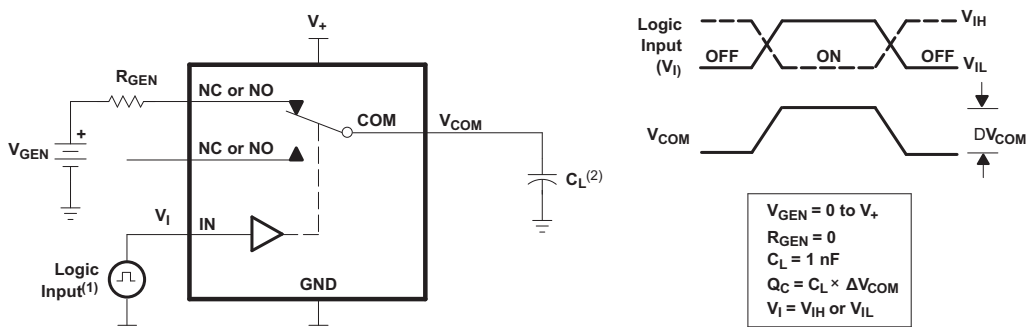 V+
RGEN
NC or NO
COM
VCOM
VGEN
+
NC or NO
CL(2)
VI
IN
Logic
Input(1)
GND
Logic
Input
(VI)
VIH
OFF
ON
OFF
VIL
VCOM
DVCOM
VGEN = 0 to V+
RGEN = 0
CL = 1 nF
QC = CL × ΔVCOM
VI = VIH or VIL